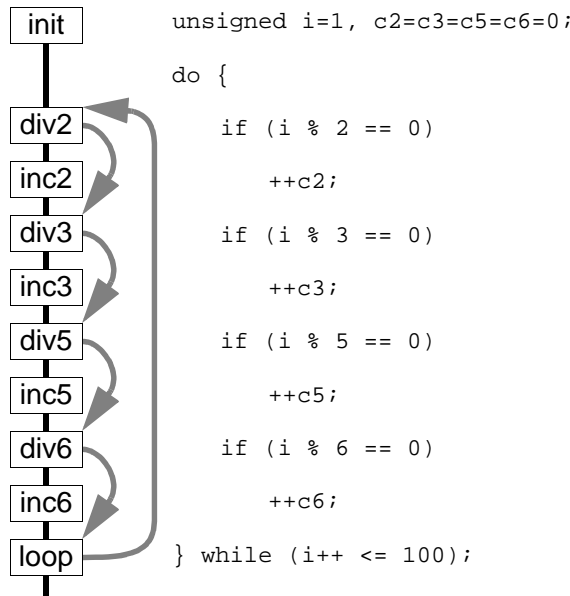 init unsigned i=1, c2=c3=c5=c6=0;
do {
div2 if (i % 2 == 0)
inc2 ++c2;
div3 if (i % 3 == 0)
inc3 ++c3;
div5 if (i % 5 == 0)
inc5 ++c5;
div6 if (i % 6 == 0)
inc6 ++c6;
loop } while (i++ <= 100);